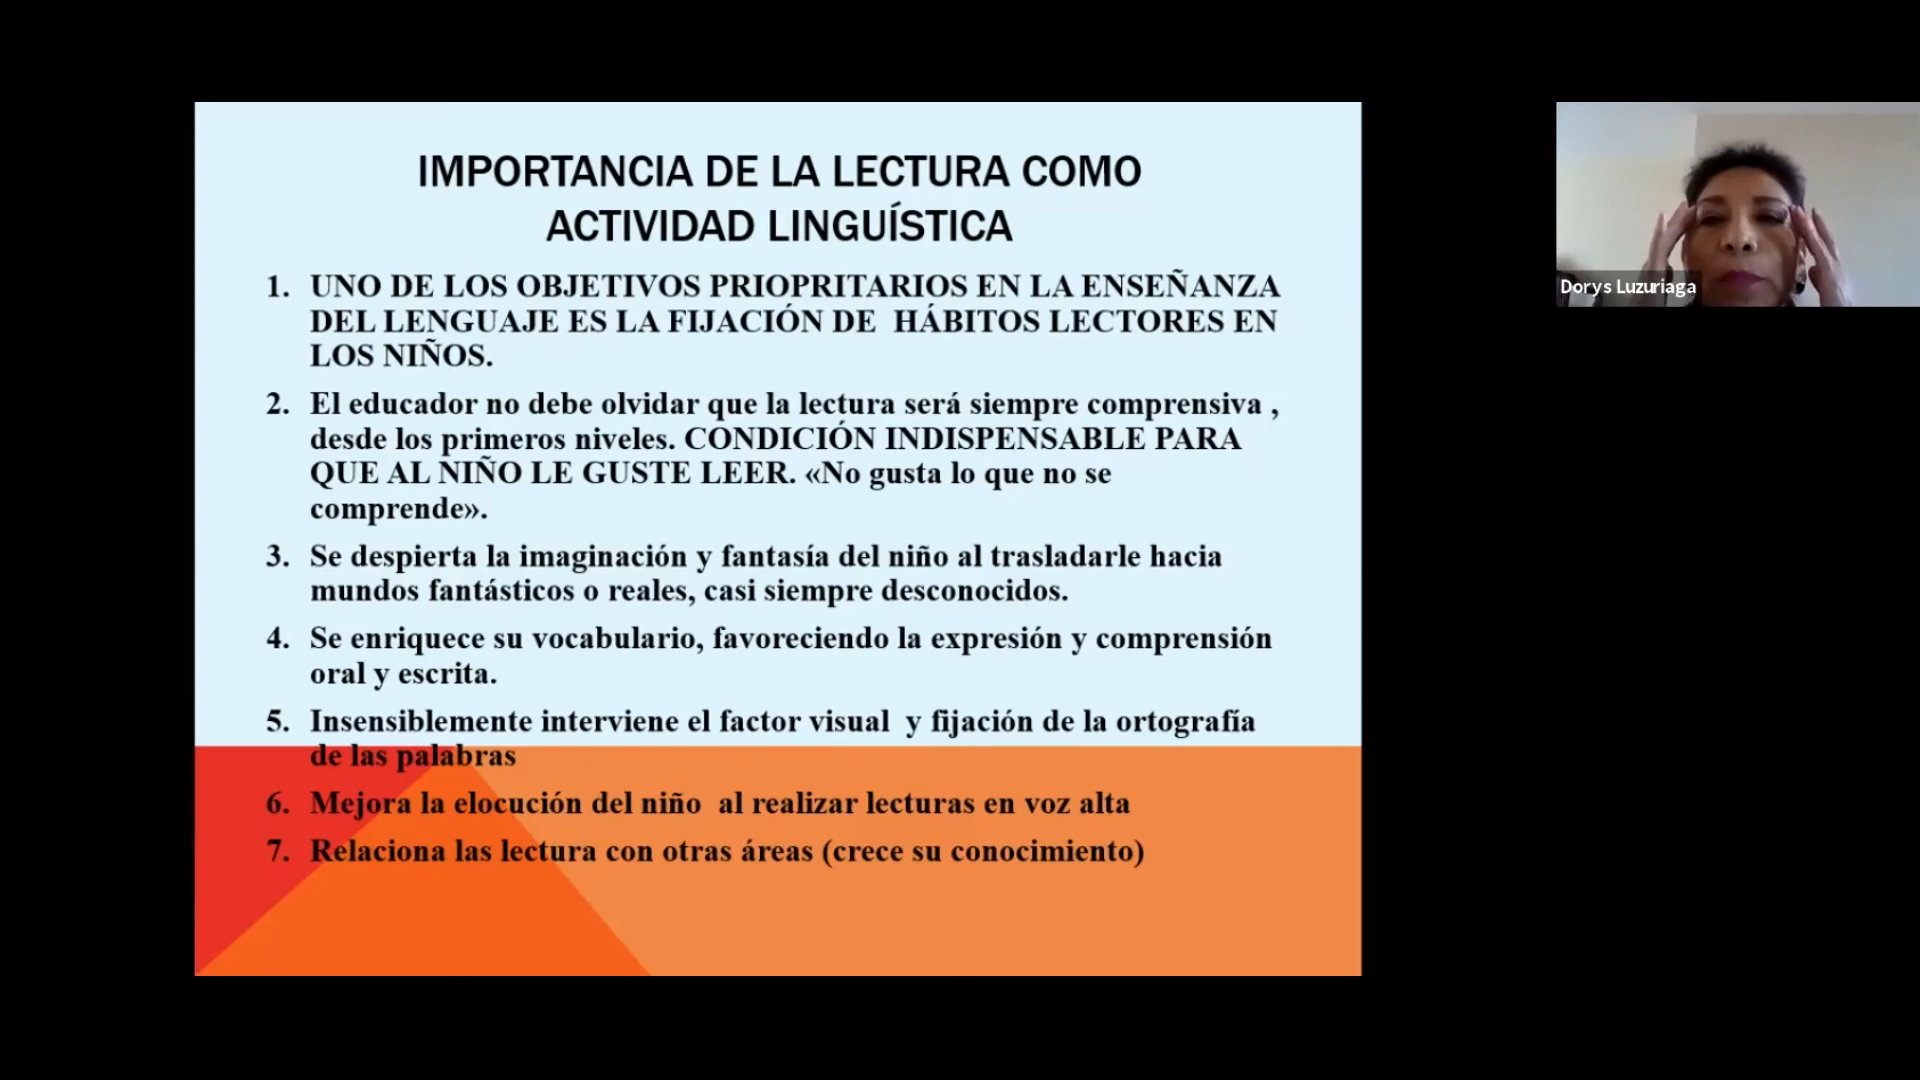 IMPORTANCIA DE LA LECTURA COMO
ACTIVIDAD LINGUÍSTICA
1. UNO DE LOS OBJETIVOS PRIOPRITARIOS EN LA ENSEÑANZA
DEL LENGUAJE ES LA FIJACIÓN DE HÁBITOS LECTORES EN
LOS NIÑOS.
2. El educador no debe olvidar que la lectura será siempre comprensiva ,
desde los primeros niveles. CONDICIÓN INDISPENSABLE PARA
QUE AL NIÑO LE GUSTE LEER. «No gusta lo que no se
comprende».
3. Se despierta la imaginación y fantasía del niño al trasladarle hacia
mundos fantásticos o reales, casi siempre desconocidos.
4. Se enriquece su vocabulario, favoreciendo la expresión y comprensión
oral y escrita.
5. Insensiblemente interviene el factor visual y fijación de la ortografía
de las palabras
6. Mejora la elocución del niño al realizar lecturas en voz alta
7. Relaciona las lectura con otras áreas (crece su conocimiento)
Dorys Luzuriaga